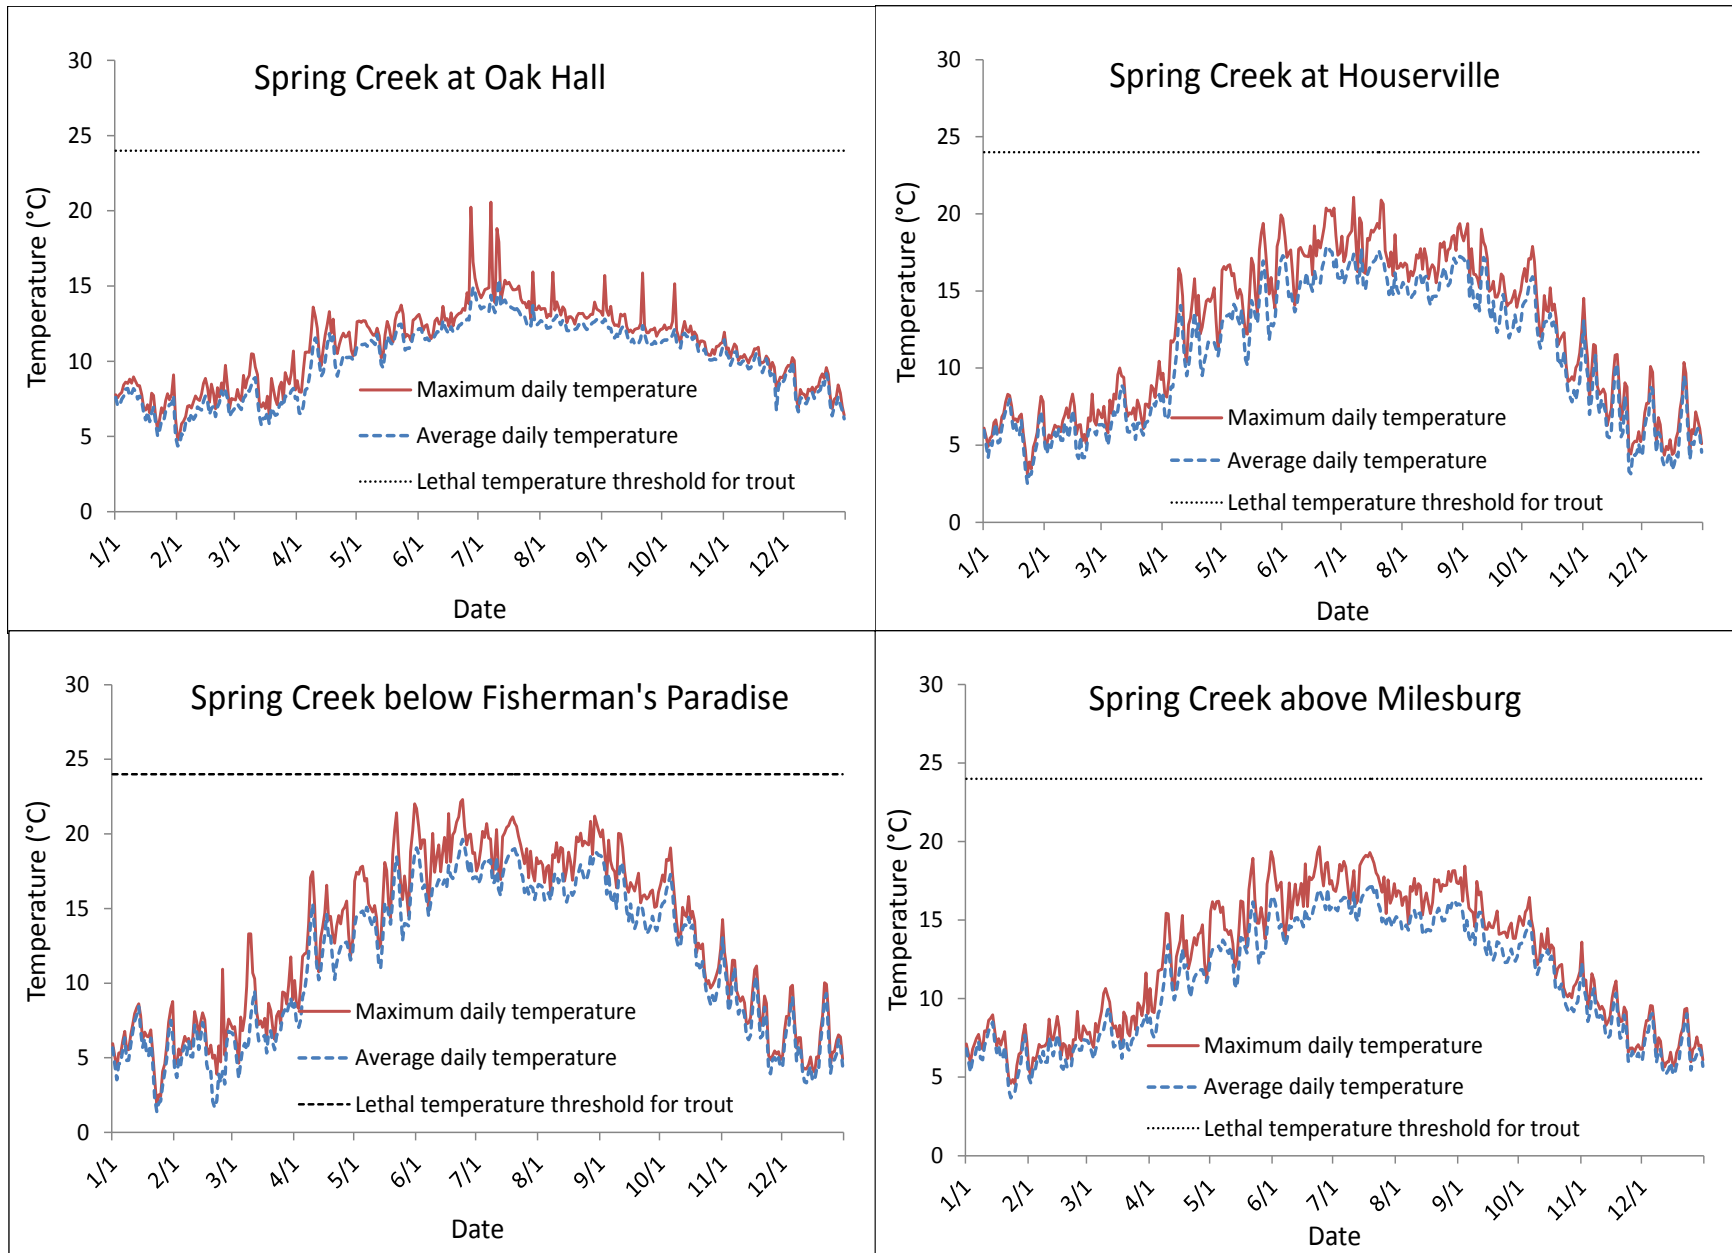 Spring Creek at Oak Hall
30
25
20
15
10
5
0
Temperature (°C)
Maximum daily temperature
Average daily temperature
Lethal temperature threshold for trout
1/1 2/1 3/1 4/1 5/1 6/1 7/1 8/1 9/1 10/1 11/1 12/1
Date
Spring Creek at Houserville
30
25
20
15
10
5
0
Temperature (°C)
Maximum daily temperature
Average daily temperature
Lethal temperature threshold for trout
1/1 2/1 3/1 4/1 5/1 6/1 7/1 8/1 9/1 10/1 11/1 12/1
Date
Spring Creek below Fisherman's Paradise
30
25
20
15
10
5
0
Temperature (°C)
Maximum daily temperature
Average daily temperature
Lethal temperature threshold for trout
1/1 2/1 3/1 4/1 5/1 6/1 7/1 8/1 9/1 10/1 11/1 12/1
Date
Spring Creek above Milesburg
30
25
20
15
10
5
0
Temperature (°C)
Maximum daily temperature
Average daily temperature
Lethal temperature threshold for trout
1/1 2/1 3/1 4/1 5/1 6/1 7/1 8/1 9/1 10/1 11/1 12/1
Date